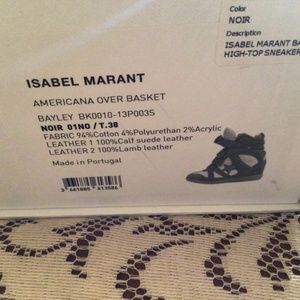 Color
NOIR
Description
ISABEL MARANT BA
HIGH-TOP SNEAKER
ISABEL MARANT
AMERICANA OVER BASKET
BAYLEY BK0010-13P003S
NOIR 01NO / T.38
FABRIC 94%Cotton 4%Polyurethan 2%Acrylic
LEATHER 1 100%Calf suede leather
LEATHER 2 100%Lamb leather
Made in Portugal